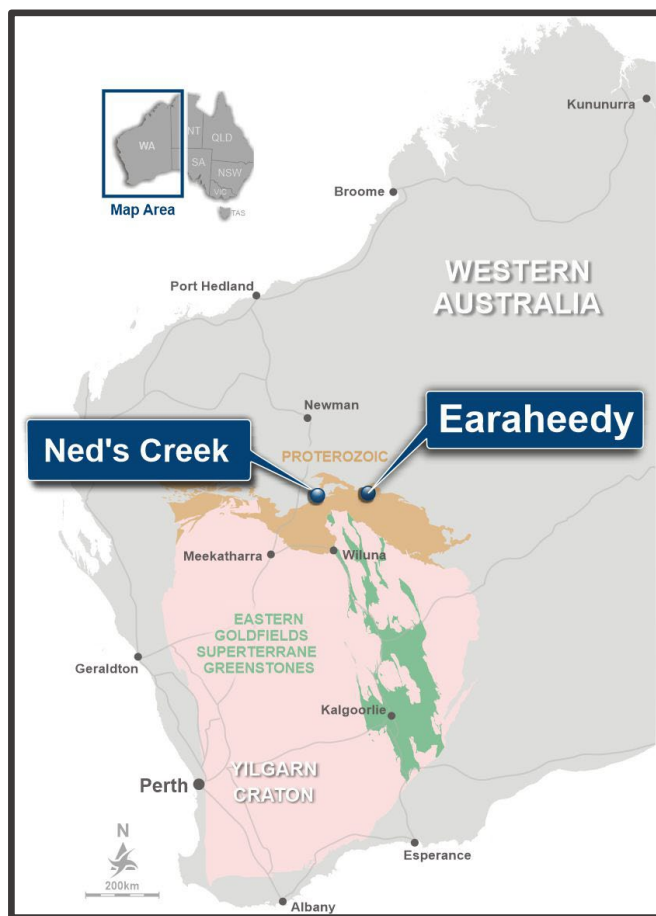 WA
NT
QLD
SA
NSW
VIC
TAS
Map Area
Kununurra
Broome
WESTERN
AUSTRALIA
Port Hedland
Newman
Earaheedy
Ned's Creek
PROTEROZOIC
Meekatharra
Wiluna
EASTERN
GOLDFIELDS
SUPERTERRANE
GREENSTONES
Geraldton
Kalgoorlie
Perth
YILGARN
CRATON
N
200km
Esperance
Albany